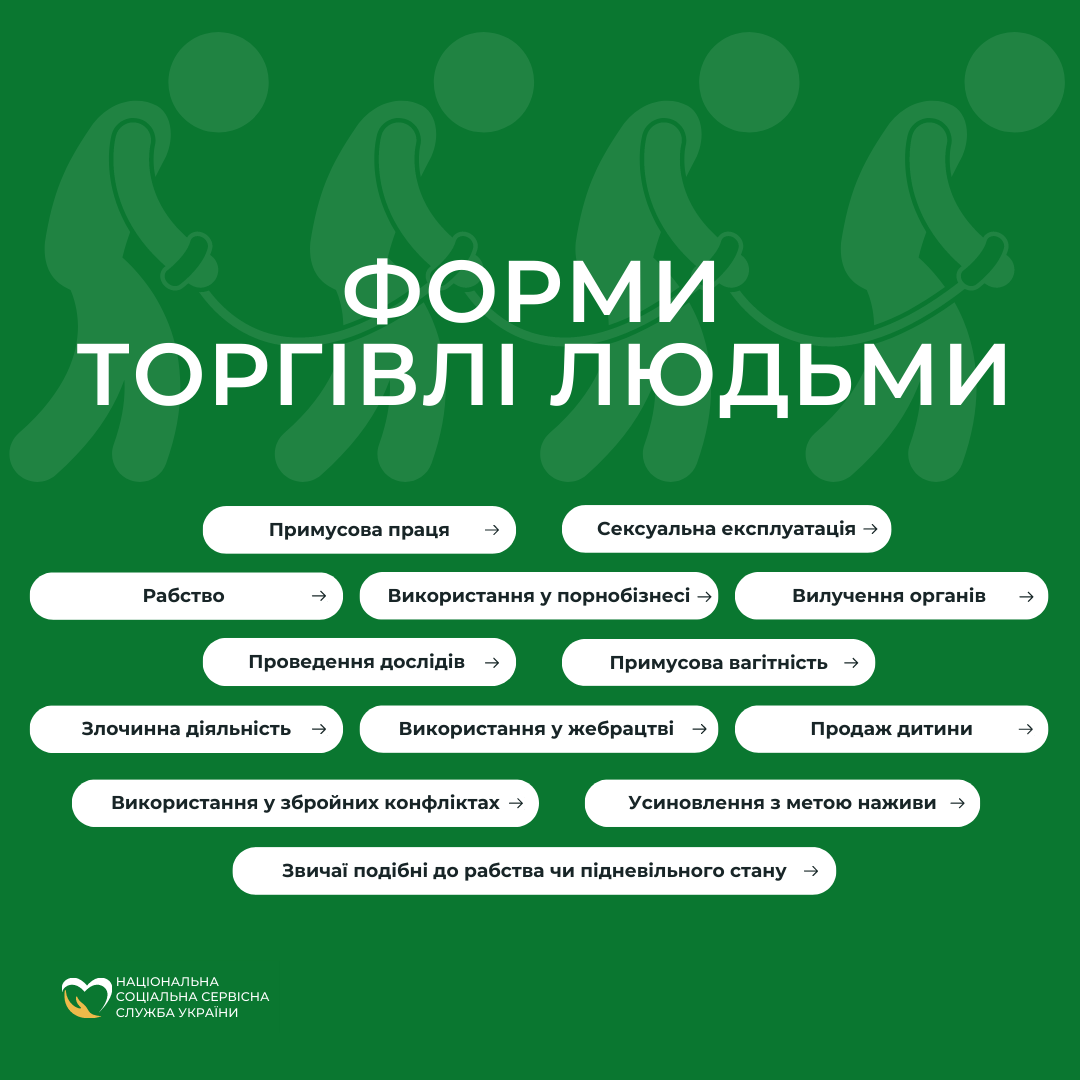 ФОРМИ
ТОРГІВЛІ ЛЮДЬМИ
Примусова праця →
Сексуальна експлуатація →
Рабство →
Використання у порнобізнесі →
Вилучення органів →
Проведення дослідів →
Примусова вагітність →
Злочинна діяльність →
Використання у жебрацтві →
Продаж дитини →
Використання у збройних конфліктах →
Усиновлення з метою наживи →
Звичаї подібні до рабства чи підневільного стану →
НАЦІОНАЛЬНА
СОЦІАЛЬНА СЕРВІСНА
СЛУЖБА УКРАЇНИ